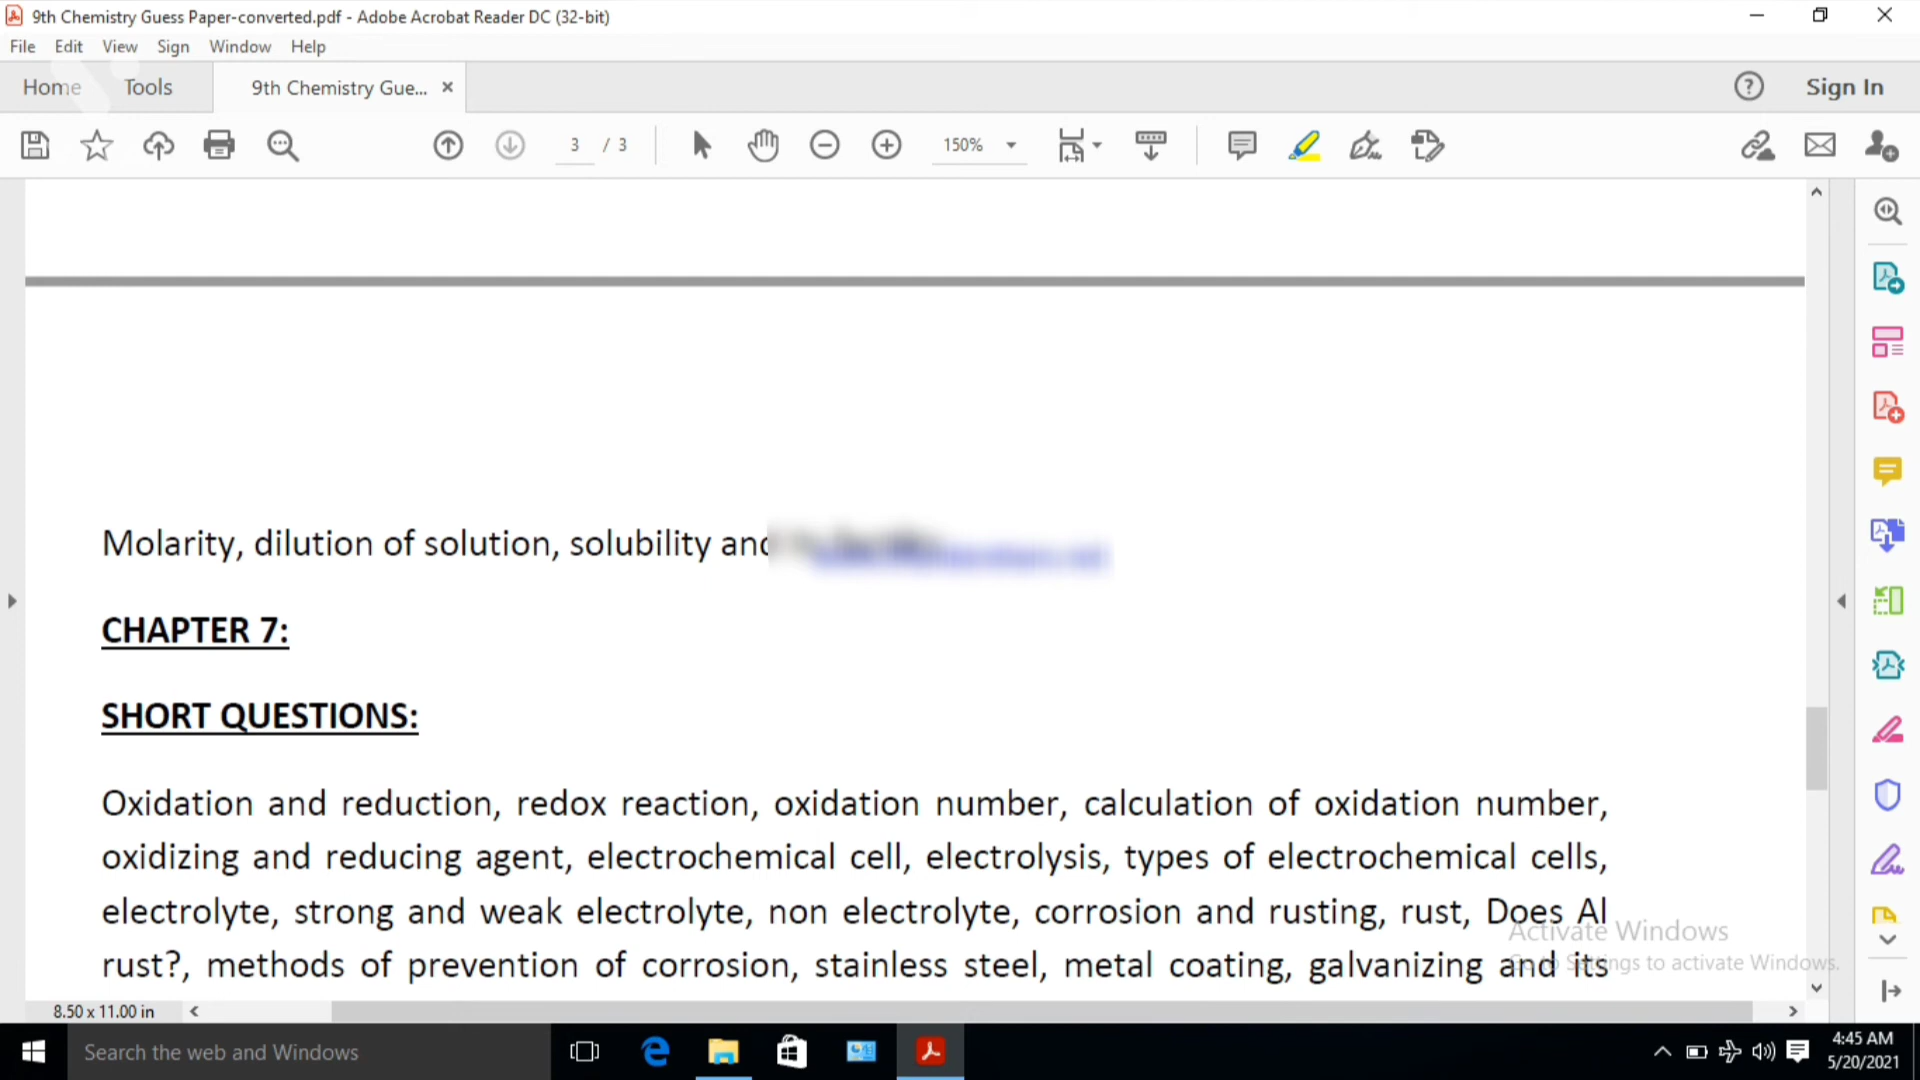 9th Chemistry Guess Paper-converted.pdf - Adobe Acrobat Reader DC (32-bit)
File Edit View Sign Window Help
Home Tools 9th Chemistry Gue... × Sign In
3 / 3 150%
Molarity, dilution of solution, solubility and
CHAPTER 7:
SHORT QUESTIONS:
Oxidation and reduction, redox reaction, oxidation number, calculation of oxidation number,
oxidizing and reducing agent, electrochemical cell, electrolysis, types of electrochemical cells,
electrolyte, strong and weak electrolyte, non electrolyte, corrosion and rusting, rust, Does Al
rust?, methods of prevention of corrosion, stainless steel, metal coating, galvanizing and its
Activate Windows
Go to Settings to activate Windows.
8.50 x 11.00 in
Search the web and Windows
4:45 AM
5/20/2021